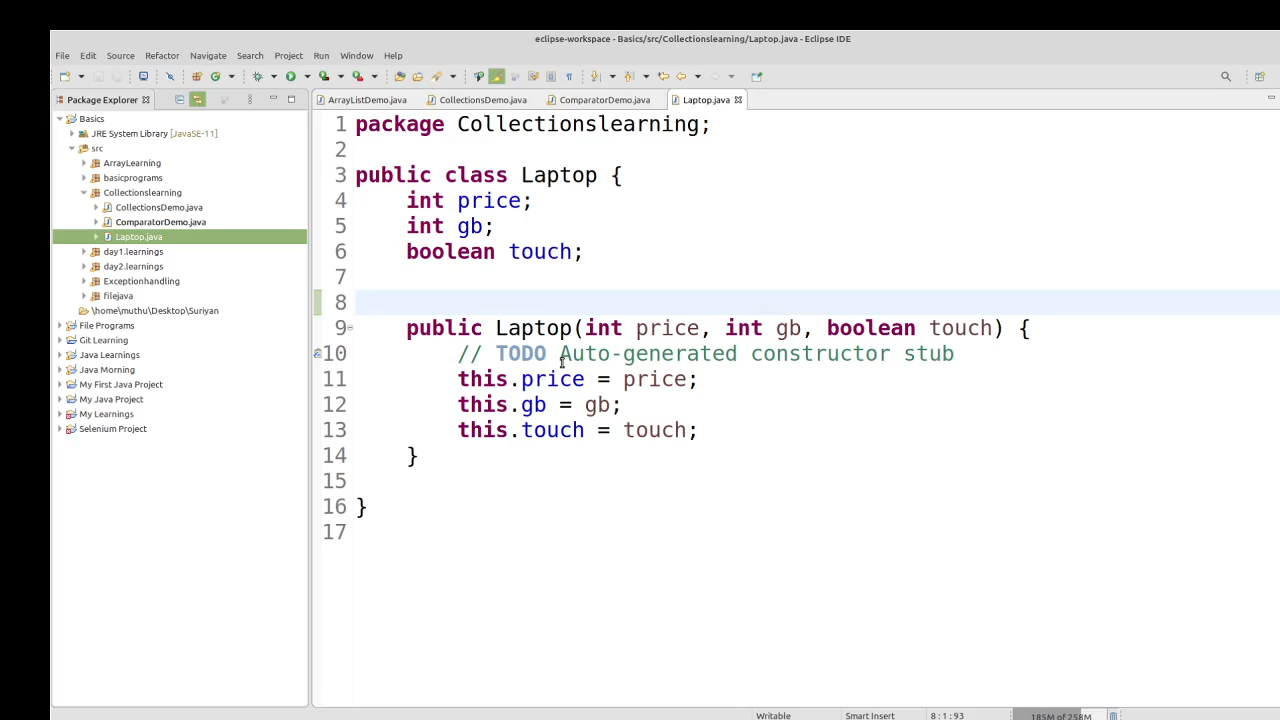 eclipse-workspace - Basics/src/Collectionslearning/Laptop.java - Eclipse IDE
File Edit Source Refactor Navigate Search Project Run Window Help
Package Explorer
ArrayListDemo.java CollectionsDemo.java ComparatorDemo.java Laptop.java
Basics
JRE System Library [JavaSE-11]
src
ArrayLearning
basicprograms
Collectionslearning
CollectionsDemo.java
ComparatorDemo.java
Laptop.java
day1.learnings
day2.learnings
Exceptionhandling
filejava
\home\muthu\Desktop\Suriyan
File Programs
Git Learning
Java Learnings
Java Morning
My First Java Project
My Java Project
My Learnings
Selenium Project
1 package Collectionslearning;
2
3 public class Laptop {
4 int price;
5 int gb;
6 boolean touch;
7
8
9 public Laptop(int price, int gb, boolean touch) {
10 // TODO Auto-generated constructor stub
11 this.price = price;
12 this.gb = gb;
13 this.touch = touch;
14 }
15
16 }
17
Writable Smart Insert 8 : 1 : 93 185M of 258M